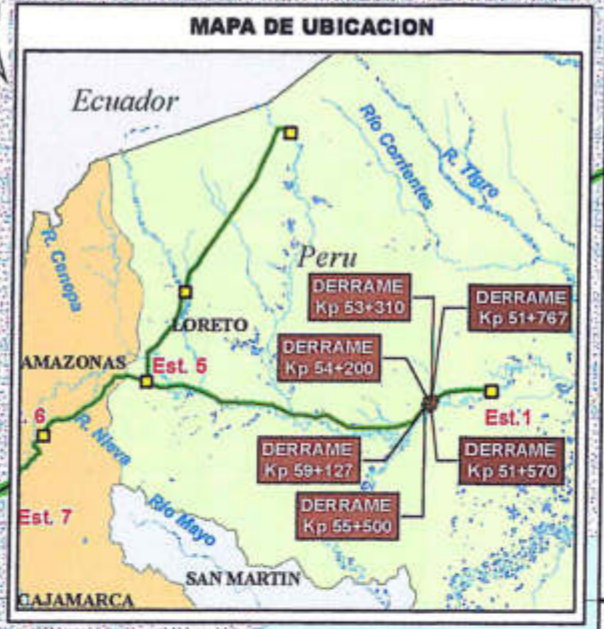 MAPA DE UBICACION
Ecuador
Río Corrientes
R. Tigre
R. Cenepa
Peru
DERRAME
Kp 53+310
DERRAME
Kp 51+767
LORETO
DERRAME
Kp 54+200
AMAZONAS
Est. 5
Est.1
. 6
R. Nieva
DERRAME
Kp 59+127
DERRAME
Kp 51+570
DERRAME
Kp 55+500
Est. 7
Río Mayo
SAN MARTIN
CAJAMARCA